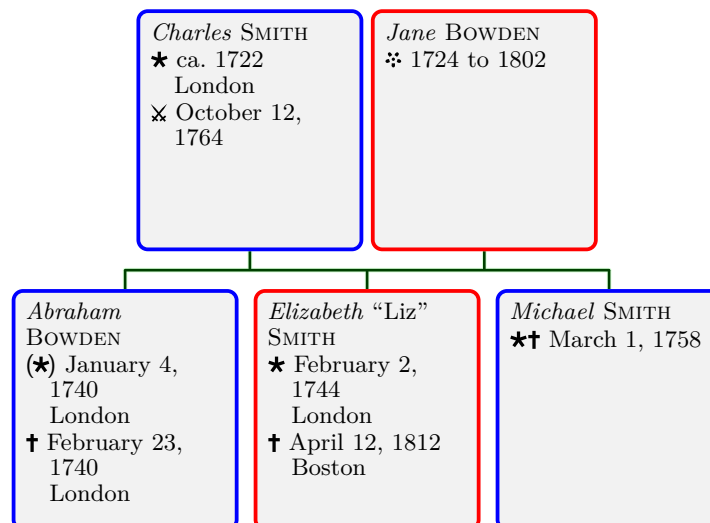 Charles SMITH
★ ca. 1722
London
⚔ October 12,
1764
Jane BOWDEN
⁘ 1724 to 1802
Abraham
BOWDEN
(★) January 4,
1740
London
† February 23,
1740
London
Elizabeth “Liz”
SMITH
★ February 2,
1744
London
† April 12, 1812
Boston
Michael SMITH
★† March 1, 1758